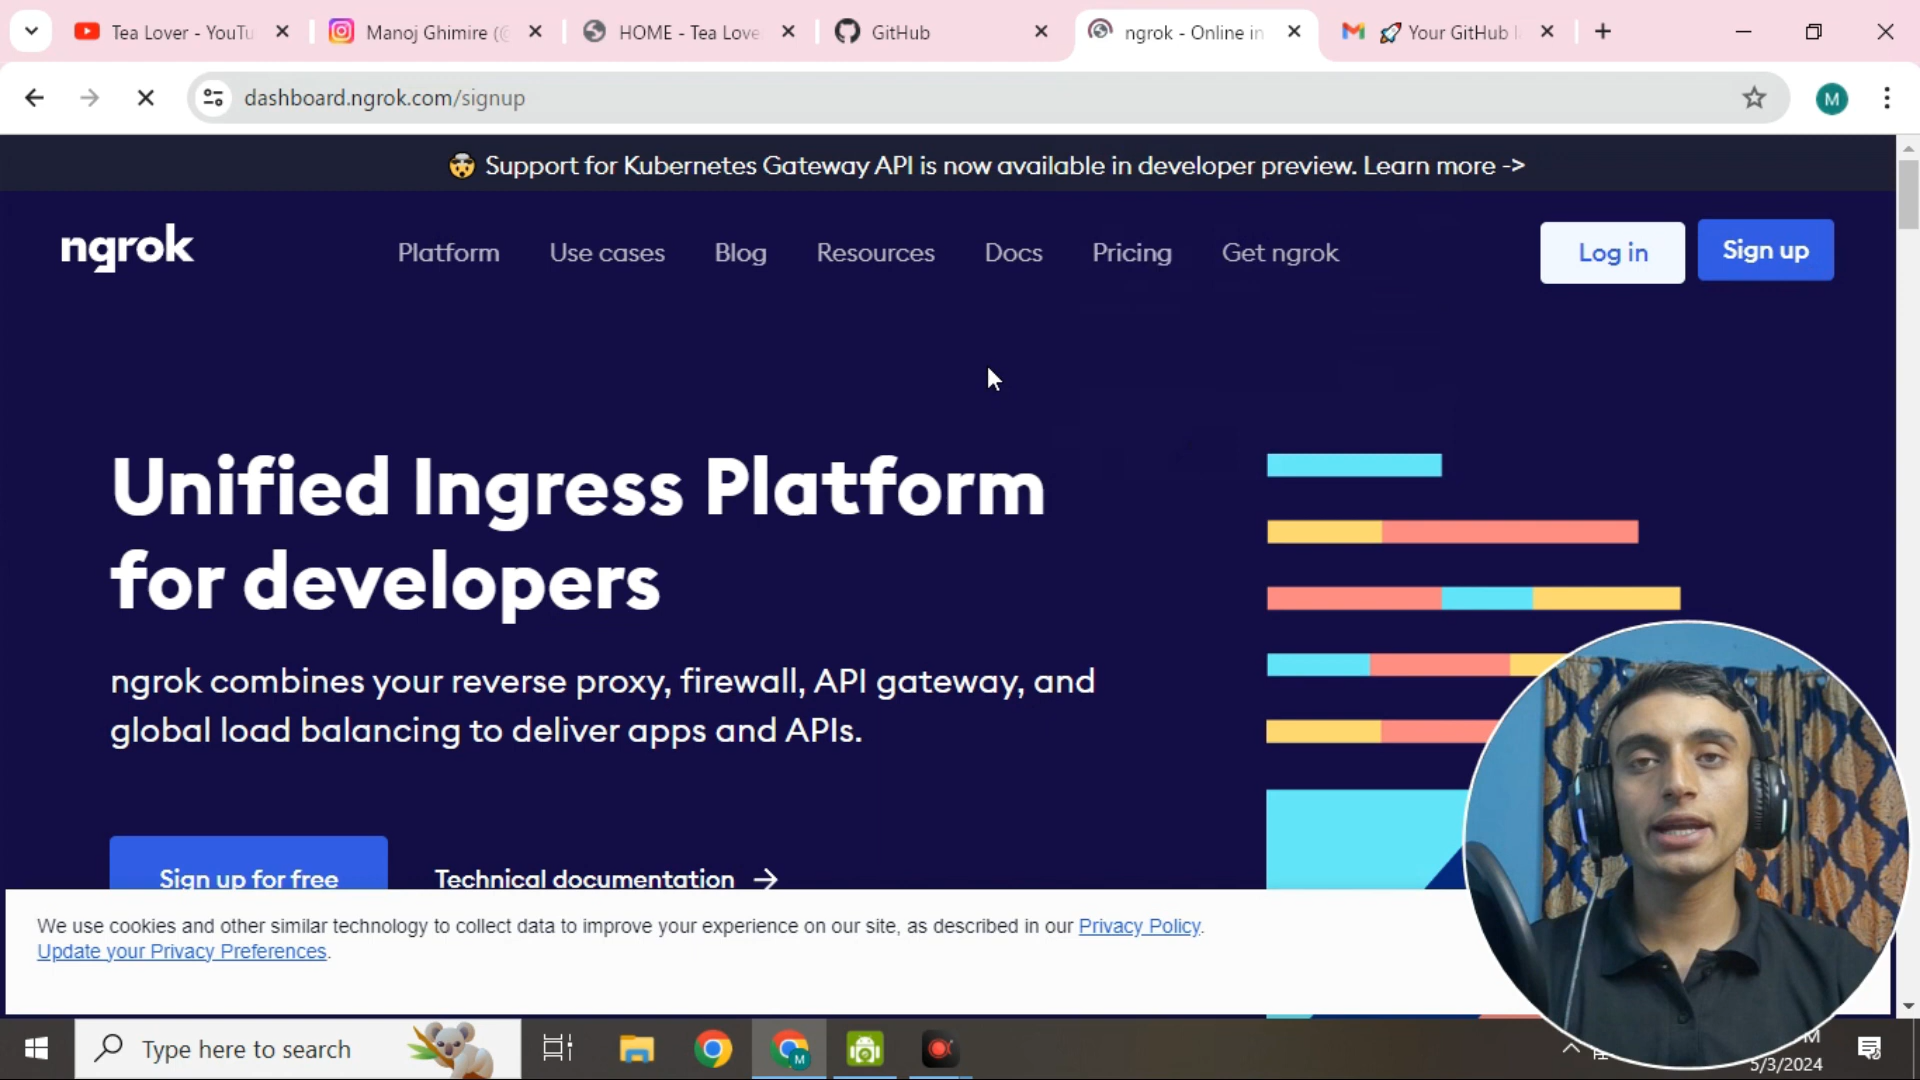 Tea Lover - YouTu
Manoj Ghimire (@
HOME - Tea Love
GitHub
ngrok - Online in
🚀 Your GitHub l
dashboard.ngrok.com/signup
M
🤯 Support for Kubernetes Gateway API is now available in developer preview. Learn more ->
ngrok
Platform
Use cases
Blog
Resources
Docs
Pricing
Get ngrok
Log in
Sign up
Unified Ingress Platform
for developers
ngrok combines your reverse proxy, firewall, API gateway, and
global load balancing to deliver apps and APIs.
Sign up for free
Technical documentation →
We use cookies and other similar technology to collect data to improve your experience on our site, as described in our Privacy Policy.
Update your Privacy Preferences.
Type here to search
M
M
5/3/2024